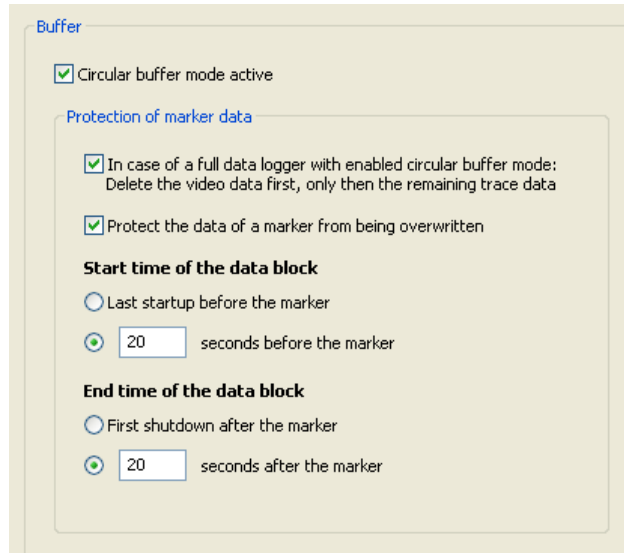 Buffer
Circular buffer mode active
Protection of marker data
In case of a full data logger with enabled circular buffer mode:
Delete the video data first, only then the remaining trace data
Protect the data of a marker from being overwritten
Start time of the data block
Last startup before the marker
20 seconds before the marker
End time of the data block
First shutdown after the marker
20 seconds after the marker